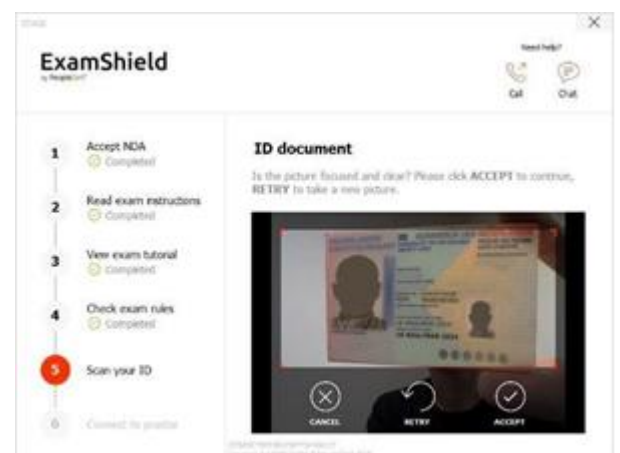 ExamShield
by PeopleCert
Need help?
Call
Chat
1
Accept NDA
Completed
2
Read exam instructions
Completed
3
View exam tutorial
Completed
4
Check exam rules
Completed
5
Scan your ID
6
Connect to proctor
ID document
Is the picture focused and clear? Please click ACCEPT to continue,
RETRY to take a new picture.
CANCEL
RETRY
ACCEPT